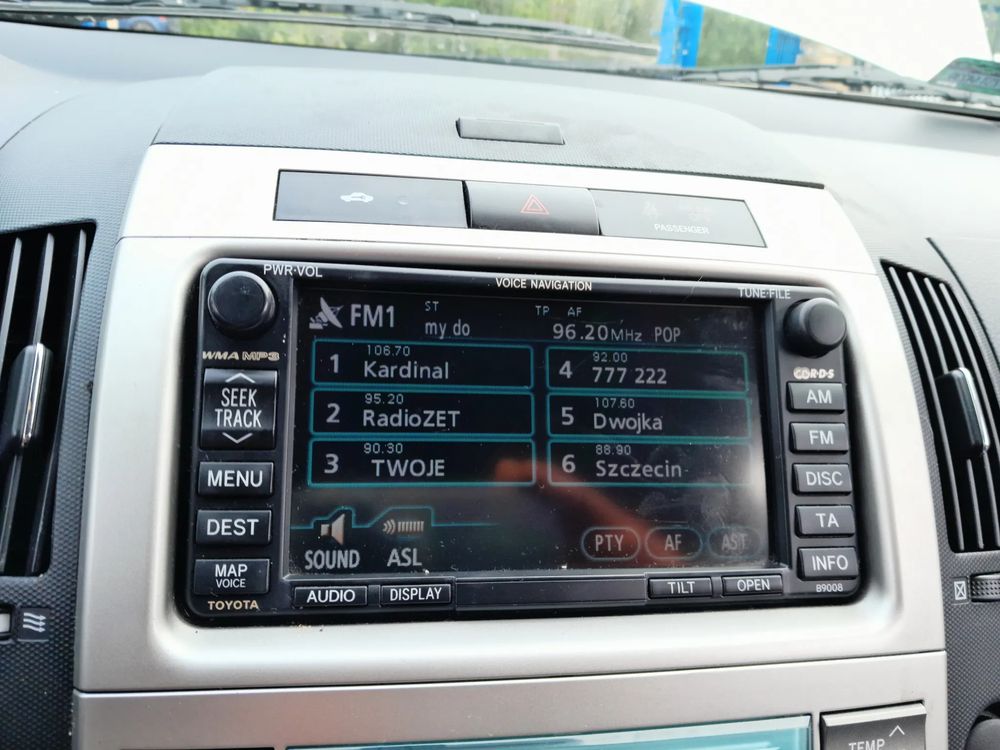 PASSENGER
PWR·VOL
VOICE NAVIGATION
TUNE·FILE
WMA MP3
SEEK
TRACK
MENU
DEST
MAP
VOICE
TOYOTA
FM1
ST
my do
TP AF
96.20 MHz POP
1 106.70
Kardinal
2 95.20
RadioZET
3 90.30
TWOJE
4 92.00
777 222
5 107.60
Dwojka
6 88.90
Szczecin
SOUND
ASL
PTY
AF
AST
R·D·S
AM
FM
DISC
TA
INFO
B9008
AUDIO
DISPLAY
TILT
OPEN
TEMP